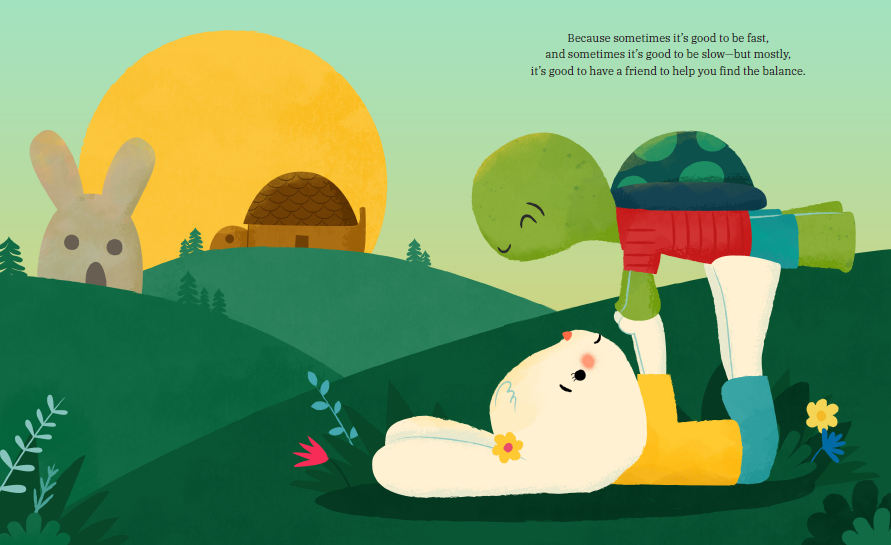 Because sometimes it’s good to be fast,
and sometimes it’s good to be slow—but mostly,
it’s good to have a friend to help you find the balance.